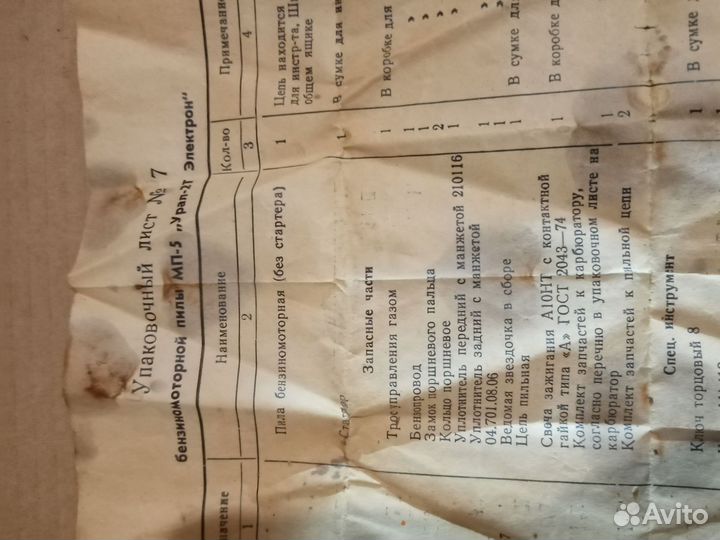 Упаковочный лист № 7
бензиномоторной пилы МП-5 „Урал-2Т Электрон“
Наименование Кол-во Примечание
1 2 3 4
Пила бензиномоторная (без стартера) 1 Цепь находится
для инстр-та,
общем ящике
Стартер 1 В сумке для
Запасные части
Трос управления газом 1 В коробке для
Бензопровод 1 »
Замок поршневого пальца 1 »
Кольцо поршневое 2 »
Уплотнитель передний с манжетой 210116 1 »
Уплотнитель задний с манжетой
04.701.08.06 1 »
Ведомая звездочка в сборе 1 »
Цепь пильная 1 В сумке для
Свеча зажигания А10НТ с контактной
гайкой типа «А» ГОСТ 2043—74 1 В коробке
Комплект запчастей к карбюратору,
согласно перечню в упаковочном листе на
карбюратор 1
Комплект запчастей к пильной цепи 2
Спец. инструмент
Ключ торцовый 8 1 В сумке
Avito